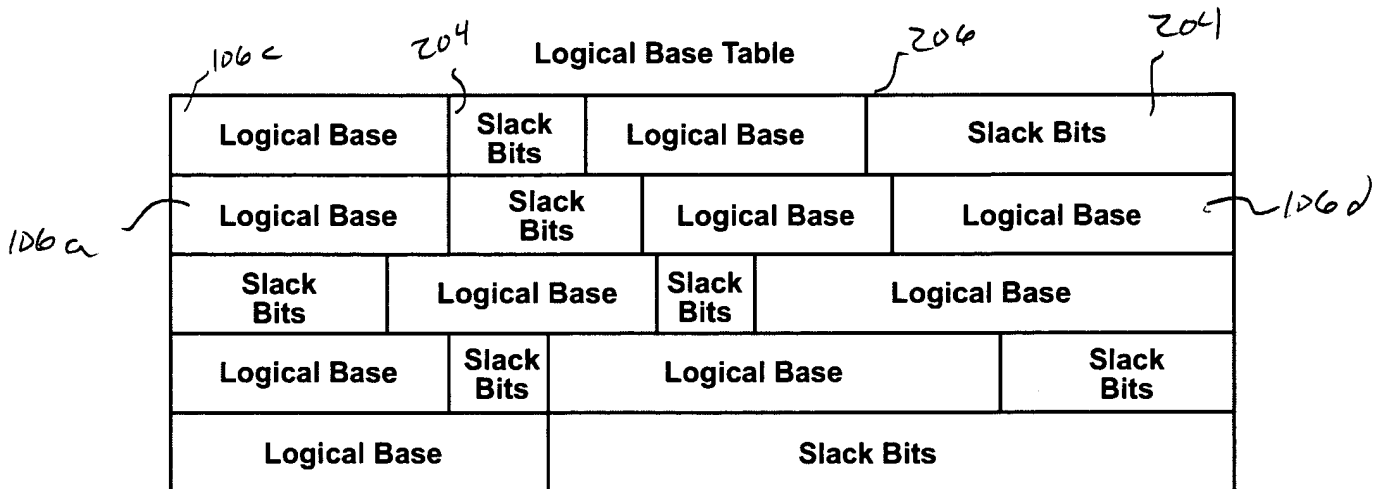 106c 204 Logical Base Table 206 204
Logical Base Slack Bits Logical Base Slack Bits
106a Logical Base Slack Bits Logical Base Logical Base 106d
Slack Bits Logical Base Slack Bits Logical Base
Logical Base Slack Bits Logical Base Slack Bits
Logical Base Slack Bits